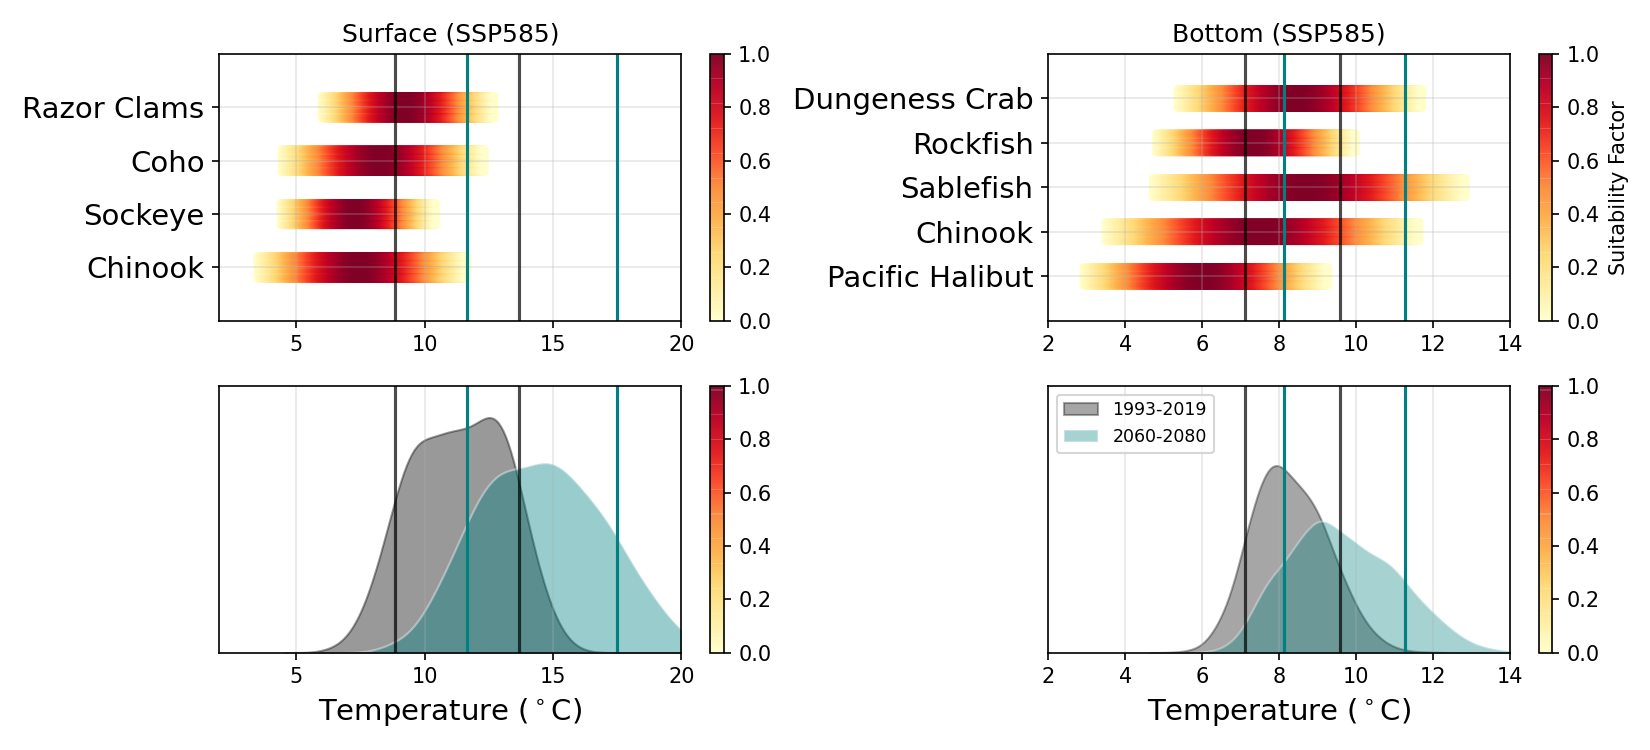 Surface (SSP585)
Razor Clams
Coho
Sockeye
Chinook
5 10 15 20
1.0
0.8
0.6
0.4
0.2
0.0
Bottom (SSP585)
Dungeness Crab
Rockfish
Sablefish
Chinook
Pacific Halibut
2 4 6 8 10 12 14
1.0
0.8
0.6
0.4
0.2
0.0
Suitability Factor
5 10 15 20
Temperature (°C)
1.0
0.8
0.6
0.4
0.2
0.0
1993-2019
2060-2080
2 4 6 8 10 12 14
Temperature (°C)
1.0
0.8
0.6
0.4
0.2
0.0